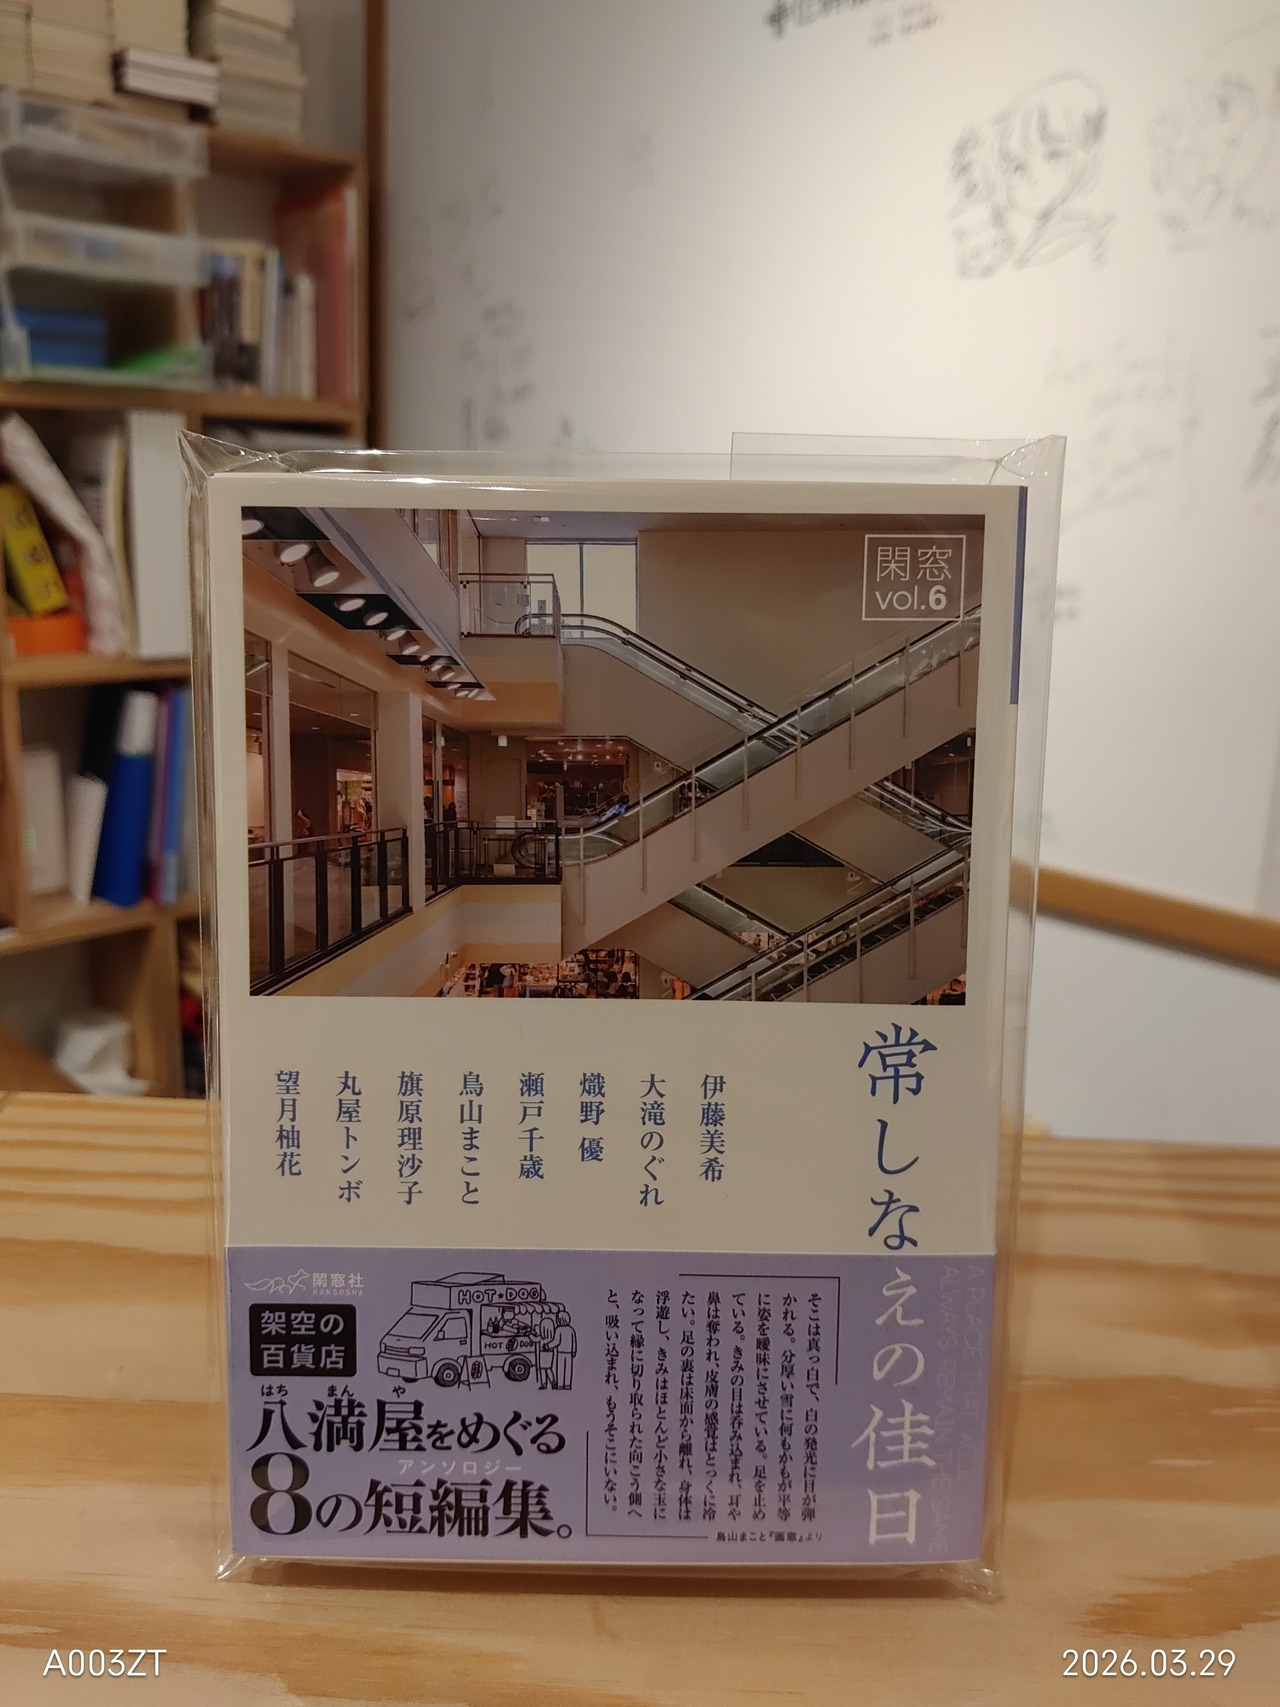 閑窓
vol.6
常しなえの佳日
A PLACE THAT WILL
ALWAYS REMAIN THE SAME
伊藤美希
大滝のぐれ
熾野 優
瀬戸千歳
鳥山まこと
旗原理沙子
丸屋トンボ
望月柚花
閑窓社
KANSOSHA
架空の
百貨店
HOT★DOG
HOT DOG
はち まん や
八満屋をめぐる
アンソロジー
8の短編集。
そこは真っ白で、白の発光に目が弾
かれる。分厚い雪に何もかもが平等
に姿を曖昧にさせている。足を止め
ている。きみの目は呑み込まれ、耳や
鼻は奪われ、皮膚の感覚はとっくに冷
たい。足の裏は床面から離れ、身体は
浮遊し、きみはほとんど小さな玉に
なって縁に切り取られた向こう側へ
と、吸い込まれ、もうそこにいない。
鳥山まこと『画窓』より
A003ZT
2026.03.29